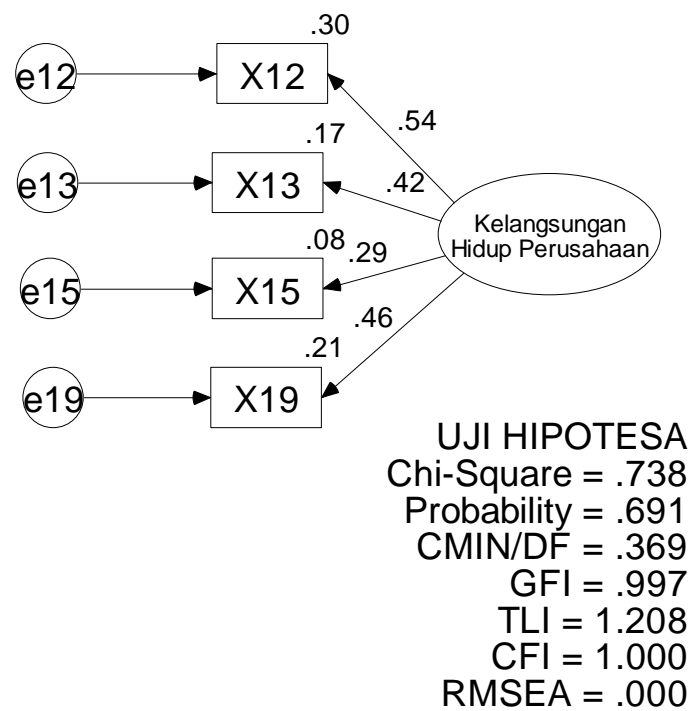 .30
e12
X12
.54
.17
e13
X13
.42
Kelangsungan
Hidup Perusahaan
.08
.29
e15
X15
.46
.21
e19
X19
UJI HIPOTESA
Chi-Square = .738
Probability = .691
CMIN/DF = .369
GFI = .997
TLI = 1.208
CFI = 1.000
RMSEA = .000